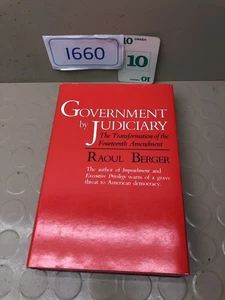 1660
10
GOVERNMENT
by JUDICIARY
The Transformation of the
Fourteenth Amendment
RAOUL BERGER
The author of Impeachment and
Executive Privilege warns of a grave
threat to American democracy.